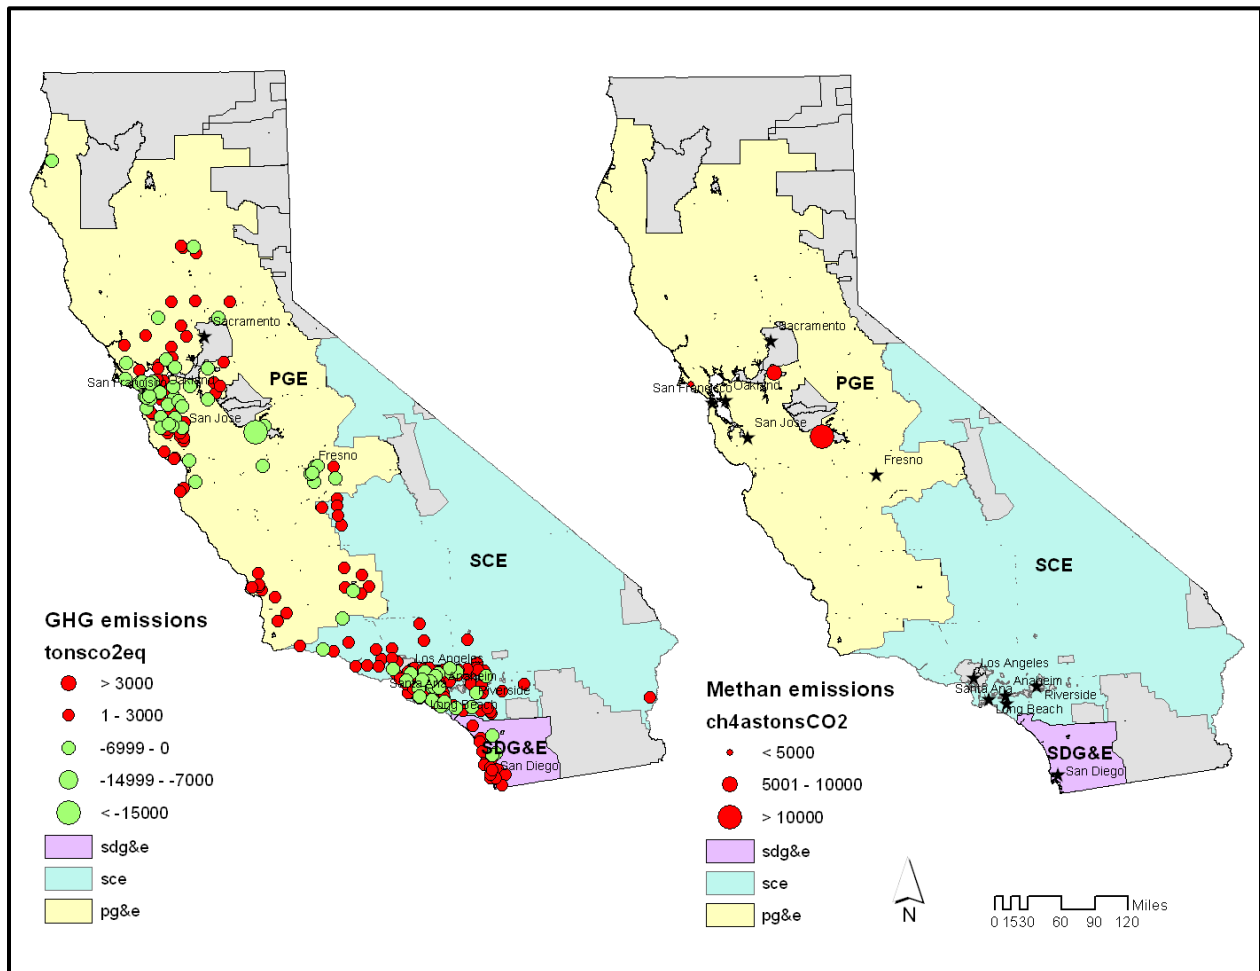 Sacramento
San Francisco
Oakland
PGE
San Jose
Fresno
SCE
Los Angeles
Anaheim
Santa Ana
Riverside
Long Beach
SDG&E
San Diego
GHG emissions
tonsco2eq
> 3000
1 - 3000
-6999 - 0
-14999 - -7000
< -15000
sdg&e
sce
pg&e
Sacramento
San Francisco
Oakland
PGE
San Jose
Fresno
SCE
Los Angeles
Anaheim
Santa Ana
Riverside
Long Beach
SDG&E
San Diego
Methan emissions
ch4astonsCO2
< 5000
5001 - 10000
> 10000
sdg&e
sce
pg&e
N
Miles
0 1530 60 90 120